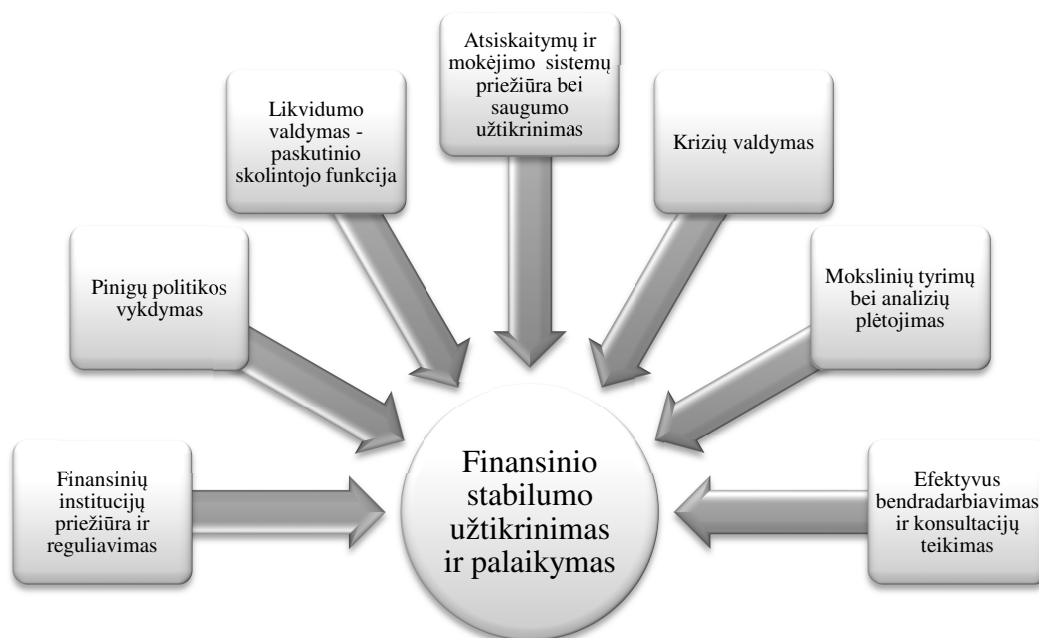 Atsiskaitymų ir
mokėjimo sistemų
priežiūra bei
saugumo
užtikrinimas
Likvidumo
valdymas -
paskutinio
skolintojo funkcija
Krizių valdymas
Pinigų politikos
vykdymas
Mokslinių tyrimų
bei analizių
plėtojimas
Finansinių
institucijų
priežiūra ir
reguliavimas
Finansinio
stabilumo
užtikrinimas
ir palaikymas
Efektyvus
bendradarbiavimas
ir konsultacijų
teikimas